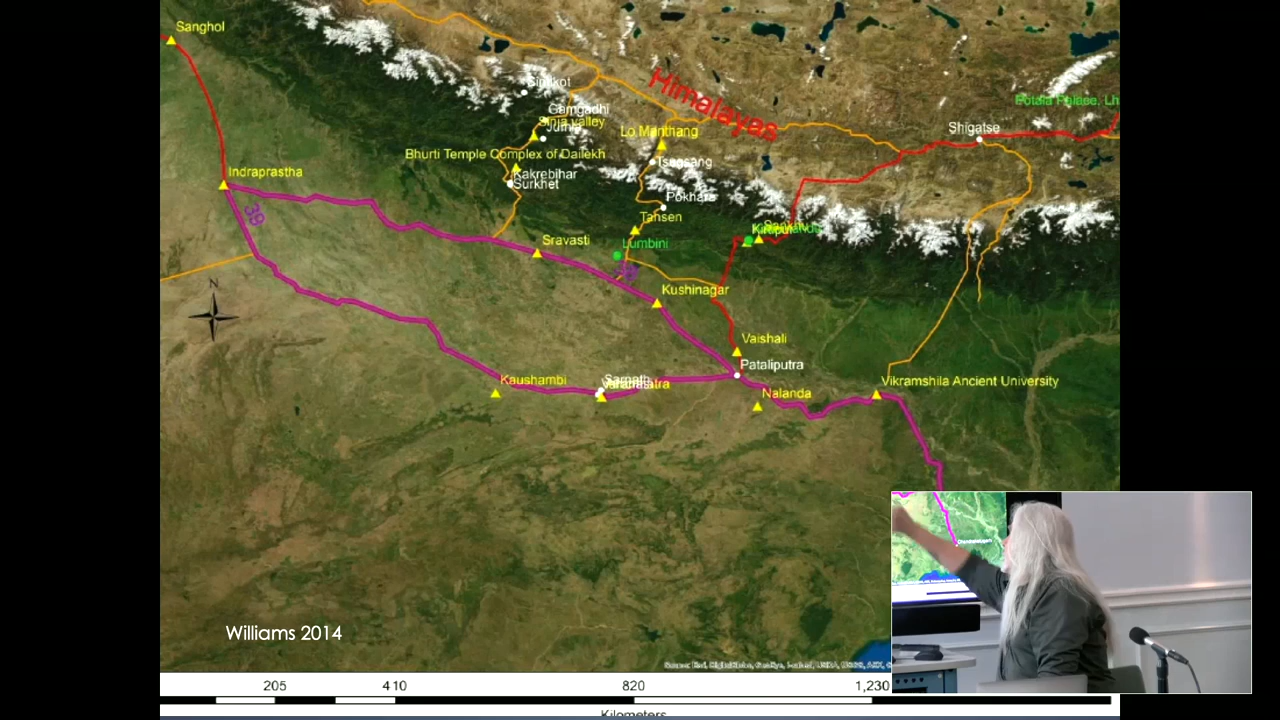 Sanghol
Himalayas
Simikot
Potala Palace, Lh
Gamgadhi
Sinja valley
Jumla
Lo Manthang
Shigatse
Bhurti Temple Complex of Dailekh
Tsaosang
Indraprastha
Kakrebihar
Surkhet
Pokhara
39
Tansen
Sravasti
Lumbini
N
Kushinagar
Vaishali
Pataliputra
Kaushambi
Sarnath
Vikramshila Ancient University
Nalanda
Williams 2014
205
410
820
1,230
Kilometers